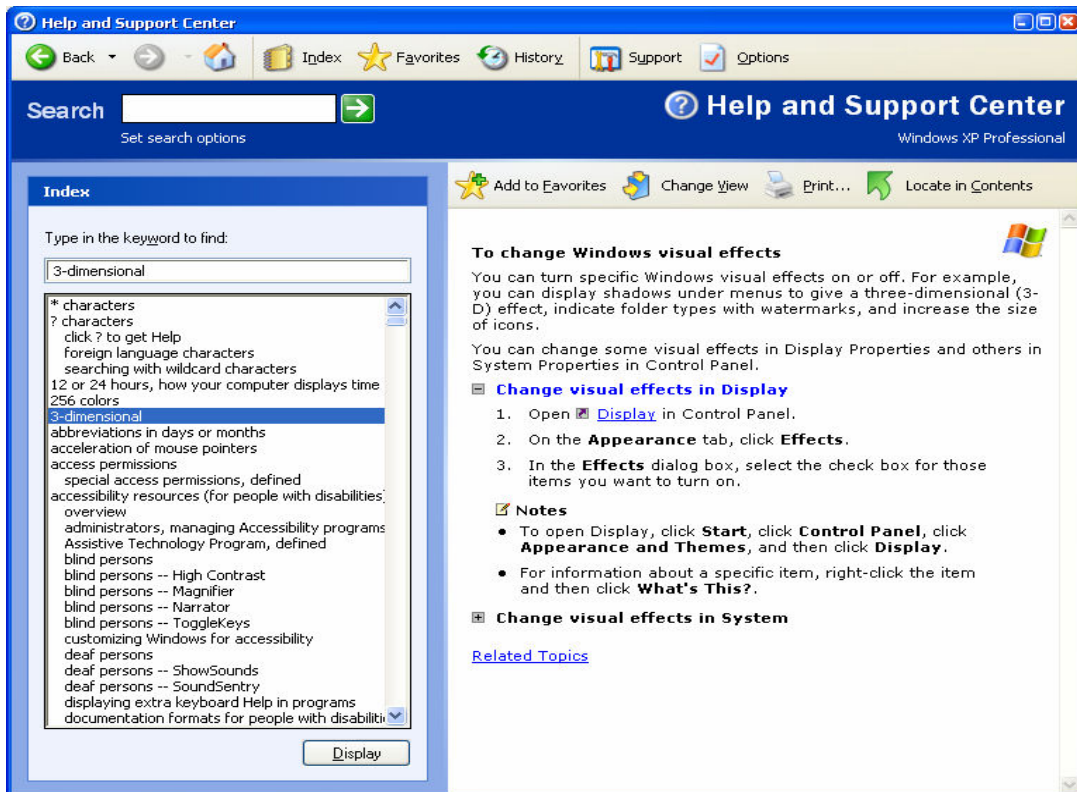 Help and Support Center
Back
Index
Favorites
History
Support
Options
Search
Set search options
Help and Support Center
Windows XP Professional
Index
Type in the keyword to find:
3-dimensional
* characters
? characters
click ? to get Help
foreign language characters
searching with wildcard characters
12 or 24 hours, how your computer displays time
256 colors
3-dimensional
abbreviations in days or months
acceleration of mouse pointers
access permissions
special access permissions, defined
accessibility resources (for people with disabilities)
overview
administrators, managing Accessibility programs
Assistive Technology Program, defined
blind persons
blind persons -- High Contrast
blind persons -- Magnifier
blind persons -- Narrator
blind persons -- ToggleKeys
customizing Windows for accessibility
deaf persons
deaf persons -- ShowSounds
deaf persons -- SoundSentry
displaying extra keyboard Help in programs
documentation formats for people with disabiliti
Display
Add to Favorites
Change View
Print...
Locate in Contents
To change Windows visual effects
You can turn specific Windows visual effects on or off. For example,
you can display shadows under menus to give a three-dimensional (3-
D) effect, indicate folder types with watermarks, and increase the size
of icons.
You can change some visual effects in Display Properties and others in
System Properties in Control Panel.
Change visual effects in Display
1. Open Display in Control Panel.
2. On the Appearance tab, click Effects.
3. In the Effects dialog box, select the check box for those
items you want to turn on.
Notes
• To open Display, click Start, click Control Panel, click
Appearance and Themes, and then click Display.
• For information about a specific item, right-click the item
and then click What's This?.
Change visual effects in System
Related Topics